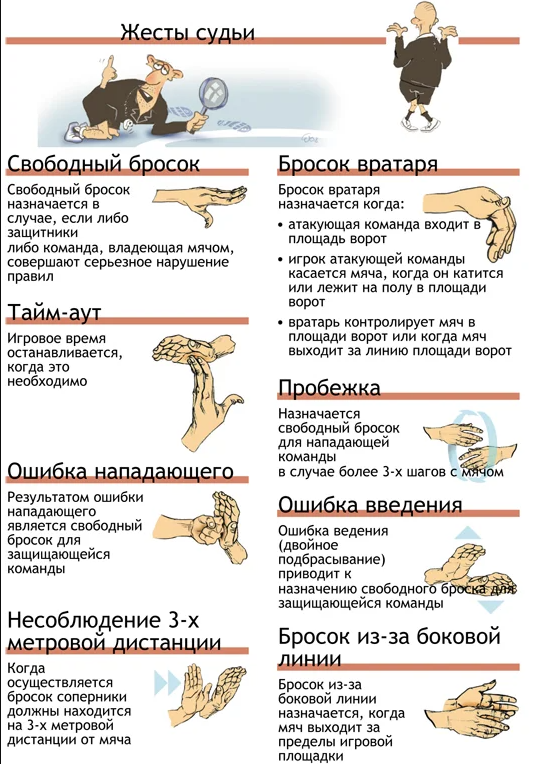 Жесты судьи
Свободный бросок
Свободный бросок
назначается в
случае, если либо
защитники
либо команда, владеющая мячом,
совершают серьезное нарушение
правил
Тайм-аут
Игровое время
останавливается,
когда это
необходимо
Ошибка нападающего
Результатом ошибки
нападающего
является свободный
бросок для
защищающейся
команды
Несоблюдение 3-х
метровой дистанции
Когда
осуществляется
бросок соперники
должны находится
на 3-х метровой
дистанции от мяча
Бросок вратаря
Бросок вратаря
назначается когда:
• атакующая команда входит в
площадь ворот
• игрок атакующей команды
касается мяча, когда он катится
или лежит на полу в площади
ворот
• вратарь контролирует мяч в
площади ворот или когда мяч
выходит за линию площади ворот
Пробежка
Назначается
свободный бросок
для нападающей
команды
в случае более 3-х шагов с мячом
Ошибка введения
Ошибка ведения
(двойное
подбрасывание)
приводит к
назначению свободного броска для
защищающейся команды
Бросок из-за боковой
линии
Бросок из-за
боковой линии
назначается, когда
мяч выходит за
пределы игровой
площадки